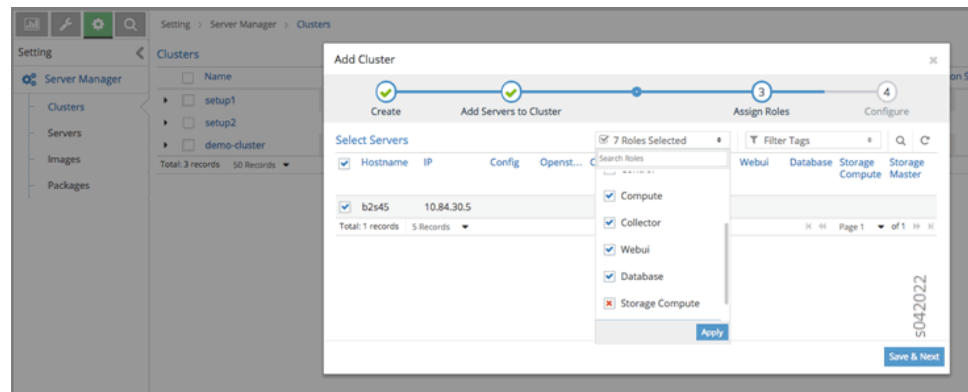 Setting > Server Manager > Clusters
Setting
Server Manager
Clusters
Servers
Images
Packages
Clusters
Name
setup1
setup2
demo-cluster
Total: 3 records 50 Records
on S
Add Cluster
Create
Add Servers to Cluster
3
Assign Roles
4
Configure
Select Servers
7 Roles Selected
Filter Tags
Hostname IP Config Openst... C
Webui Database Storage Compute Storage Master
Search Roles
Compute
Collector
Webui
Database
Storage Compute
Apply
b2s45 10.84.30.5
Total: 1 records 5 Records
Page 1 of 1
Save & Next
s042022